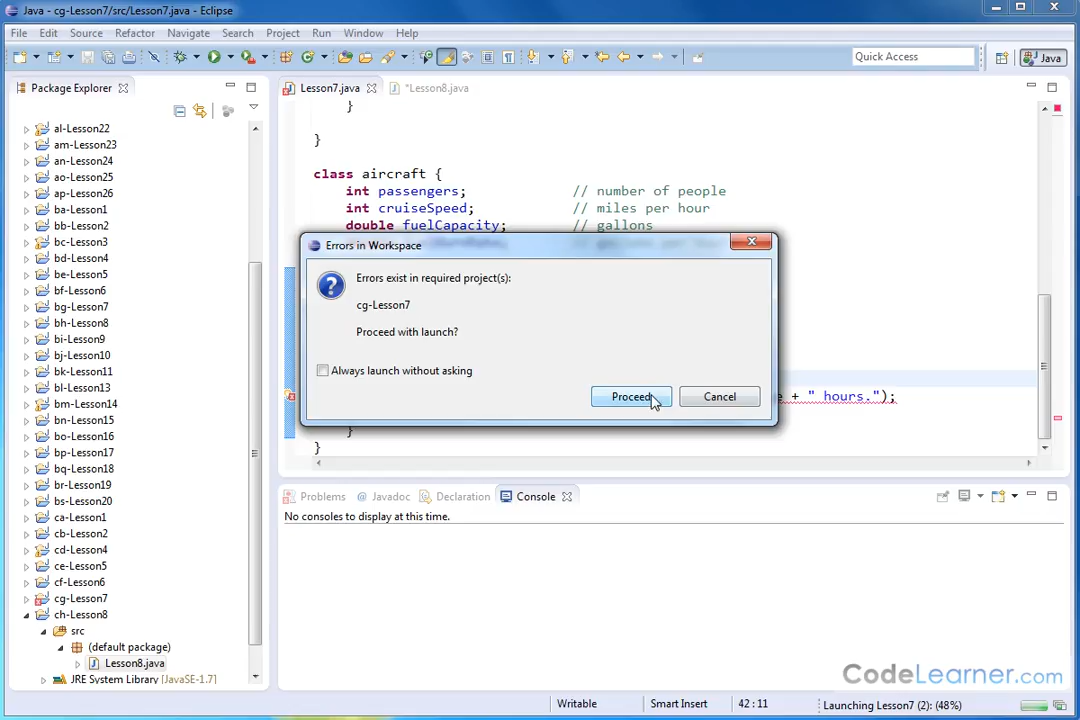 Java - cg-Lesson7/src/Lesson7.java - Eclipse
File Edit Source Refactor Navigate Search Project Run Window Help
Quick Access
Java
Package Explorer
Lesson7.java
*Lesson8.java
al-Lesson22
am-Lesson23
an-Lesson24
ao-Lesson25
ap-Lesson26
ba-Lesson1
bb-Lesson2
bc-Lesson3
bd-Lesson4
be-Lesson5
bf-Lesson6
bg-Lesson7
bh-Lesson8
bi-Lesson9
bj-Lesson10
bk-Lesson11
bl-Lesson13
bm-Lesson14
bn-Lesson15
bo-Lesson16
bp-Lesson17
bq-Lesson18
br-Lesson19
bs-Lesson20
ca-Lesson1
cb-Lesson2
cd-Lesson4
ce-Lesson5
cf-Lesson6
cg-Lesson7
ch-Lesson8
src
(default package)
Lesson8.java
JRE System Library [JavaSE-1.7]
}
}
class aircraft {
int passengers; // number of people
int cruiseSpeed; // miles per hour
double fuelCapacity; // gallons
Errors in Workspace
Errors exist in required project(s):
cg-Lesson7
Proceed with launch?
Always launch without asking
Proceed
Cancel
+ " hours.");
}
}
Problems @ Javadoc Declaration Console
No consoles to display at this time.
CodeLearner.com
Writable
Smart Insert
42 : 11
Launching Lesson7 (2): (48%)